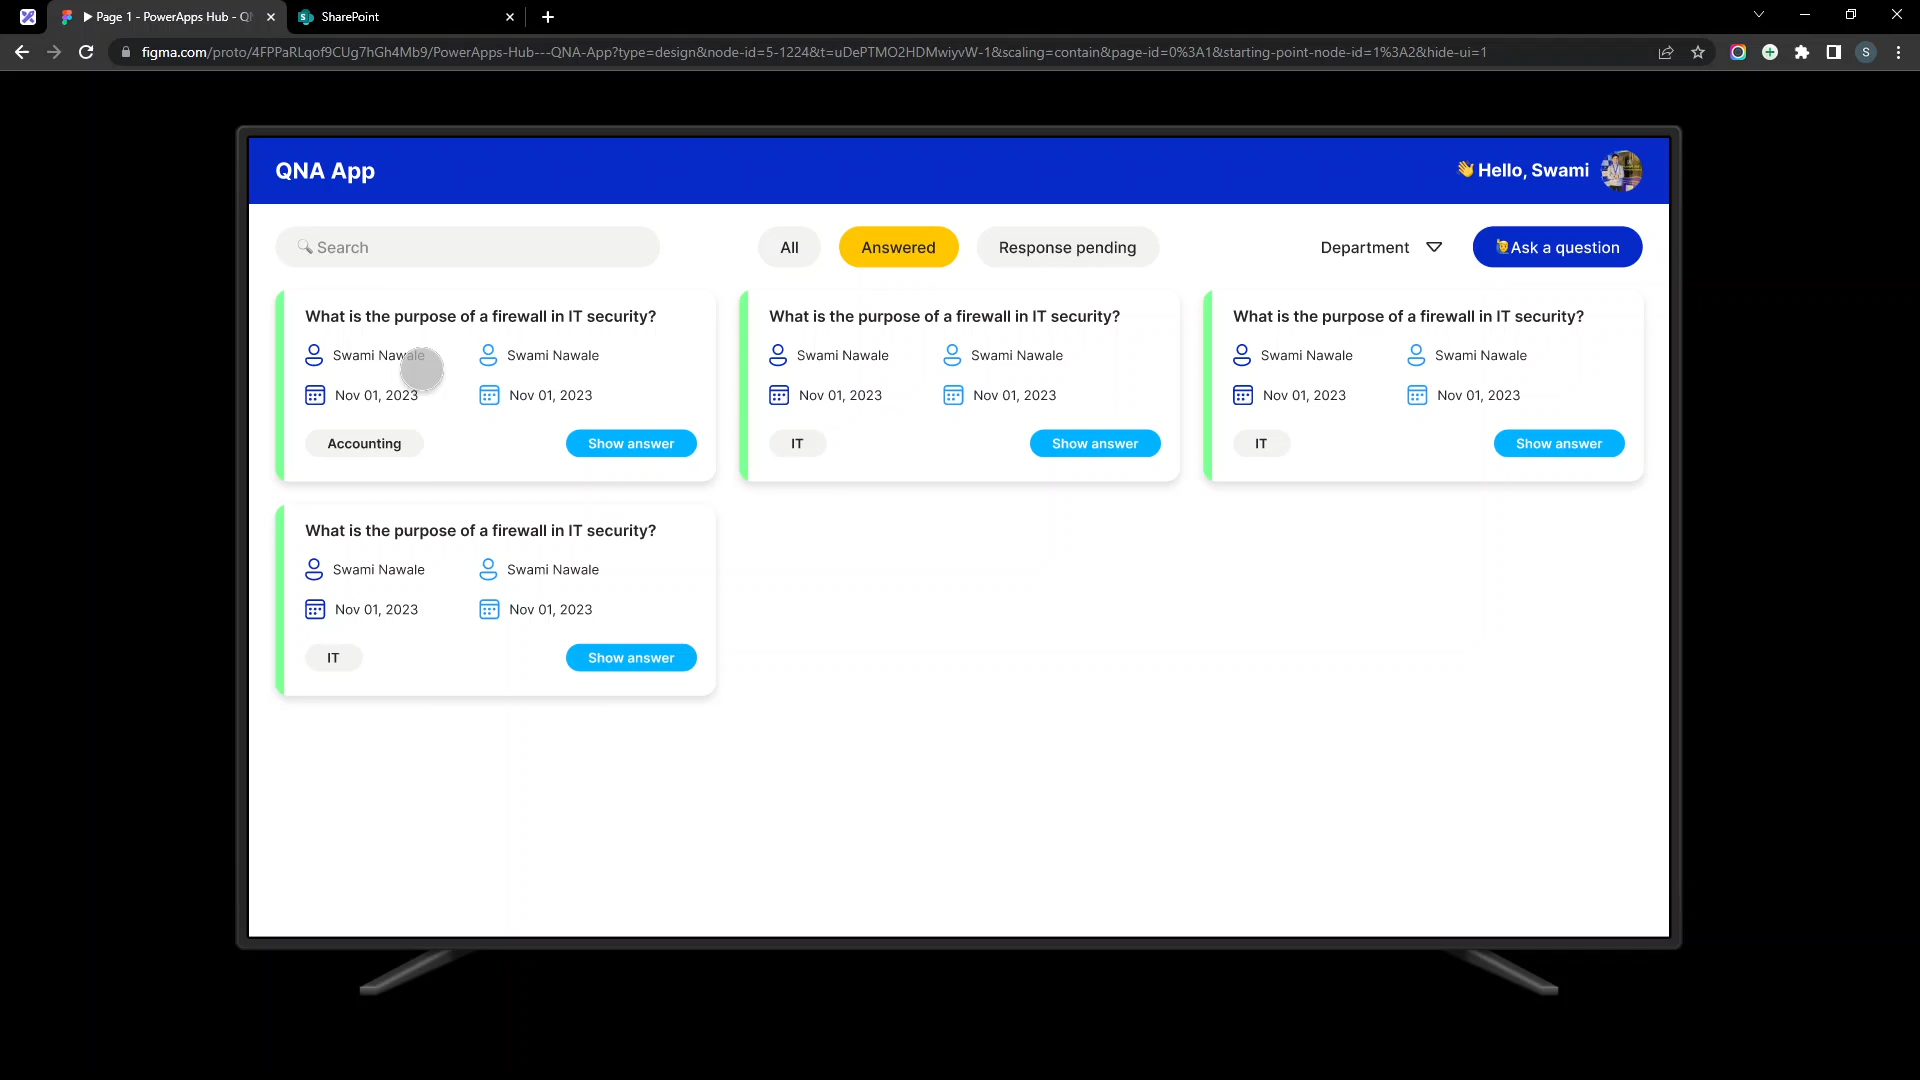 Page 1 - PowerApps Hub - QN
SharePoint
figma.com/proto/4FPPaRLqof9CUg7hGh4Mb9/PowerApps-Hub---QNA-App?type=design&node-id=5-1224&t=uDePTMO2HDMwiyvW-1&scaling=contain&page-id=0%3A1&starting-point-node-id=1%3A2&hide-ui=1
S
QNA App
👋Hello, Swami
🔍 Search
All
Answered
Response pending
Department
🙋‍♂️Ask a question
What is the purpose of a firewall in IT security?
Swami Nawale
Swami Nawale
Nov 01, 2023
Nov 01, 2023
Accounting
Show answer
What is the purpose of a firewall in IT security?
Swami Nawale
Swami Nawale
Nov 01, 2023
Nov 01, 2023
IT
Show answer
What is the purpose of a firewall in IT security?
Swami Nawale
Swami Nawale
Nov 01, 2023
Nov 01, 2023
IT
Show answer
What is the purpose of a firewall in IT security?
Swami Nawale
Swami Nawale
Nov 01, 2023
Nov 01, 2023
IT
Show answer